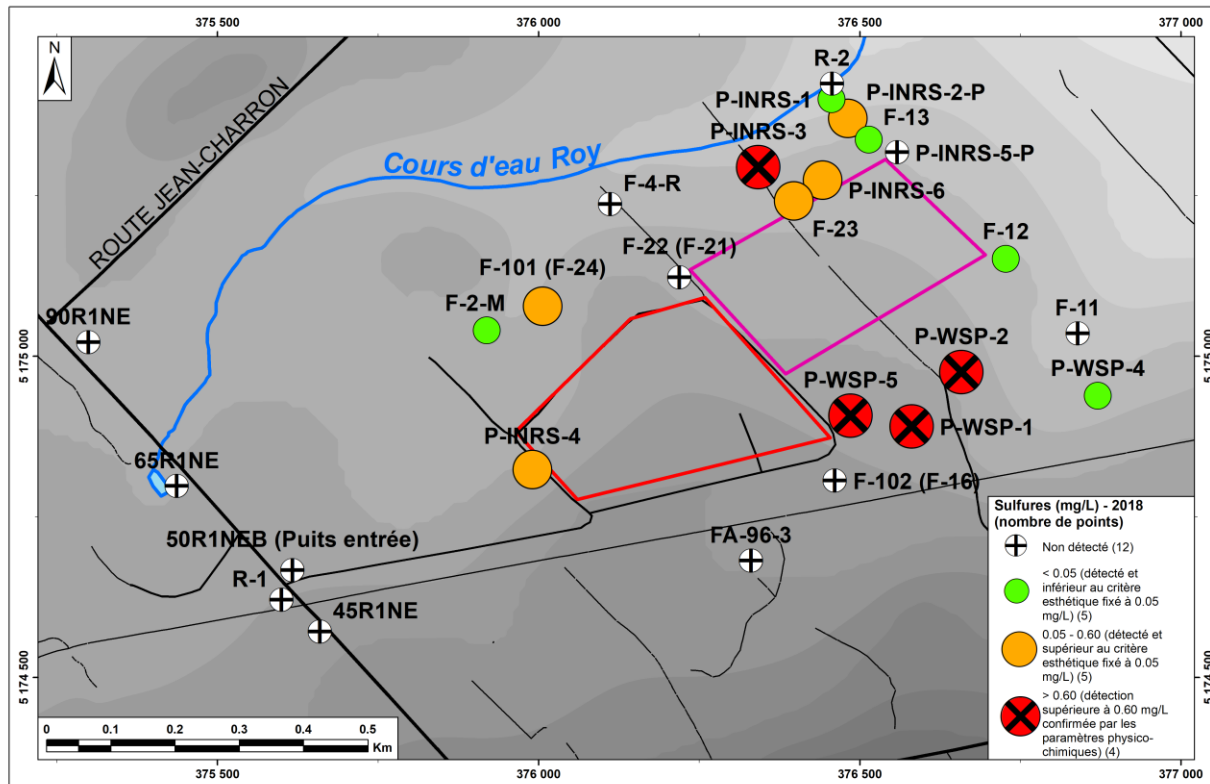 375 500
376 000
376 500
377 000
N
R-2
P-INRS-1
P-INRS-2-P
F-13
P-INRS-3
P-INRS-5-P
Cours d'eau Roy
P-INRS-6
F-4-R
F-23
ROUTE JEAN-CHARRON
F-22 (F-21)
F-12
F-101 (F-24)
F-2-M
F-11
90R1NE
P-WSP-2
5 175 000
5 175 000
P-WSP-4
P-WSP-5
P-WSP-1
P-INRS-4
65R1NE
F-102 (F-16)
50R1NEB (Puits entrée)
FA-96-3
R-1
45R1NE
5 174 500
5 174 500
Sulfures (mg/L) - 2018
(nombre de points)
Non détecté (12)
< 0.05 (détecté et
inférieur au critère
esthétique fixé à 0.05
mg/L) (5)
0.05 - 0.60 (détecté et
supérieur au critère
esthétique fixé à 0.05
mg/L) (5)
> 0.60 (détection
supérieure à 0.60 mg/L
confirmée par les
paramètres physico-
chimiques) (4)
0 0.1 0.2 0.3 0.4 0.5
Km
375 500
376 000
376 500
377 000